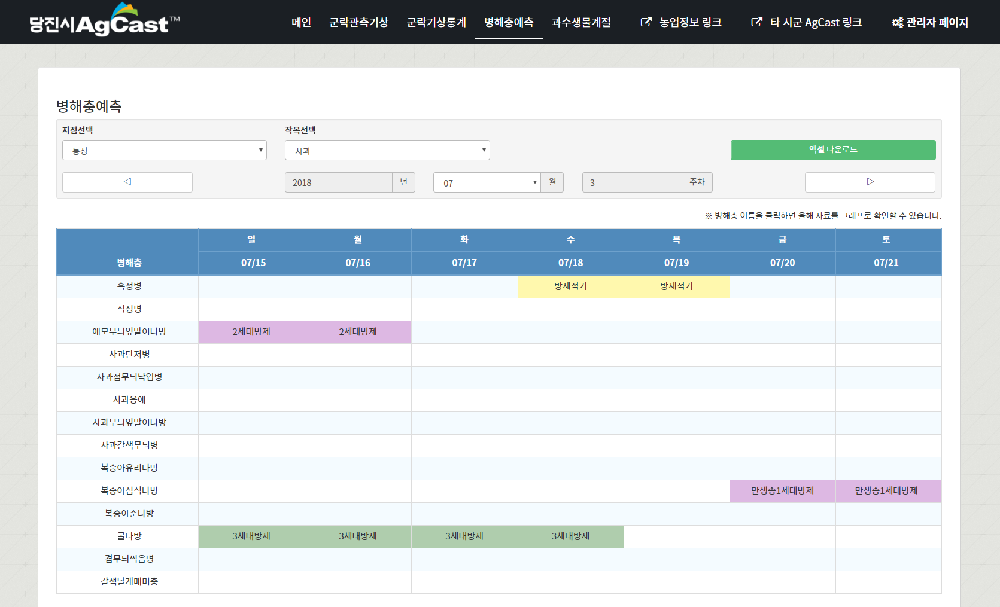 당진시AgCast™
메인 군락관측기상 군락기상통계 병해충예측 과수생물계절 농업정보 링크 타 시군 AgCast 링크 관리자 페이지
병해충예측
지점선택 작목선택
통정 사과 엑셀 다운로드
◁ 2018 년 07 월 3 주차 ▷
※ 병해충 이름을 클릭하면 올해 자료를 그래프로 확인할 수 있습니다.
일 월 화 수 목 금 토
병해충 07/15 07/16 07/17 07/18 07/19 07/20 07/21
흑성병 방제적기 방제적기
적성병
애모무늬잎말이나방 2세대방제 2세대방제
사과탄저병
사과점무늬낙엽병
사과응애
사과무늬잎말이나방
사과갈색무늬병
복숭아유리나방
복숭아심식나방 만생종1세대방제 만생종1세대방제
복숭아순나방
굴나방 3세대방제 3세대방제 3세대방제 3세대방제
겹무늬썩음병
갈색날개매미충